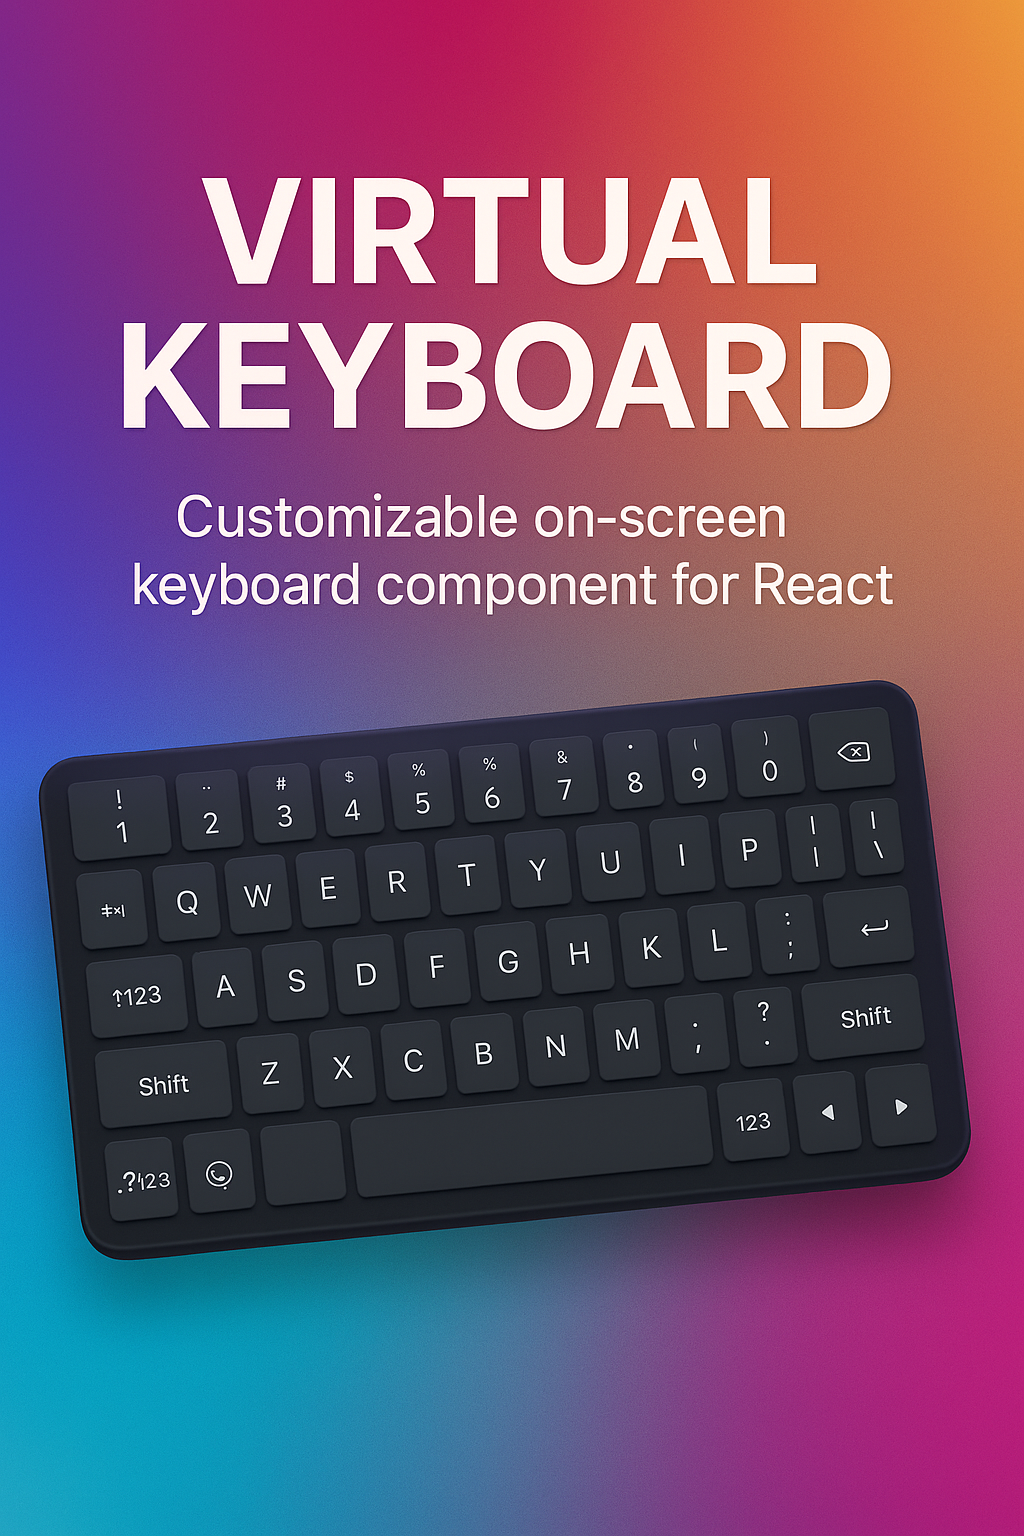 VIRTUAL
KEYBOARD
Customizable on-screen
keyboard component for React
! .. # $ % % & • ( )
1 2 3 4 5 6 7 8 9 0
Q W E R T Y U I P | \
↑123 A S D F G H K L : ;
Shift Z X C B N M ; ? . Shift
.?123 123